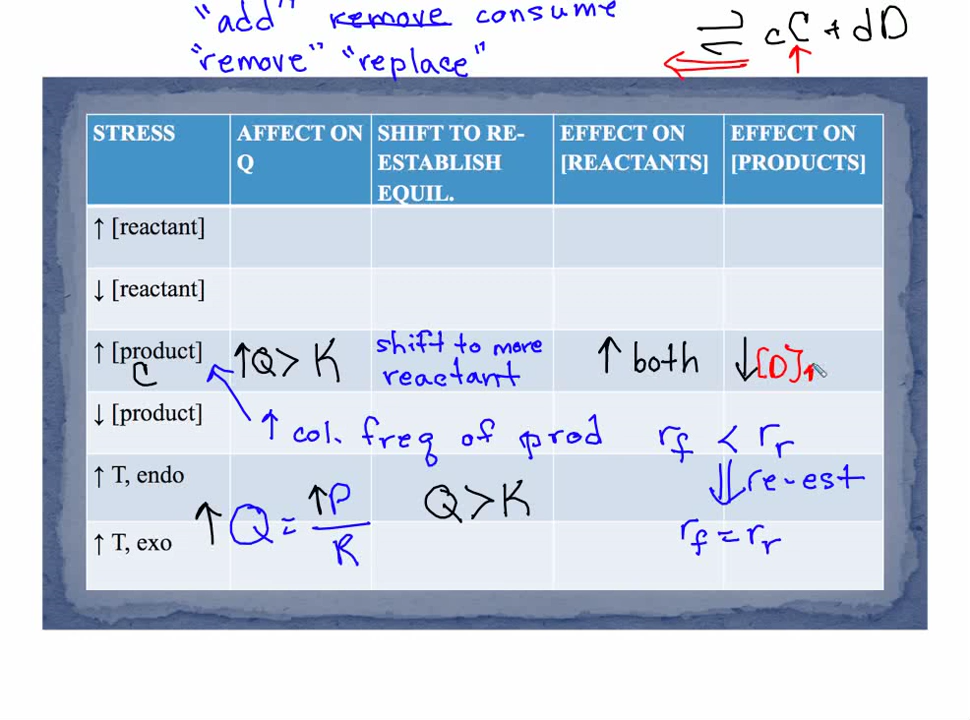 "add" remove consume
⇌ cC + dD
"remove" "replace"
← ↑
STRESS
AFFECT ON Q
SHIFT TO RE-ESTABLISH EQUIL.
EFFECT ON [REACTANTS]
EFFECT ON [PRODUCTS]
↑ [reactant]
↓ [reactant]
↑ [product] C
↑Q > K
shift to more
reactant
↑ both
↓[D]↑
↓ [product]
↑ col. freq of prod
rf < rr
⇓ re-est
rf = rr
↑ T, endo
↑ Q = ↑P / R
Q > K
↑ T, exo